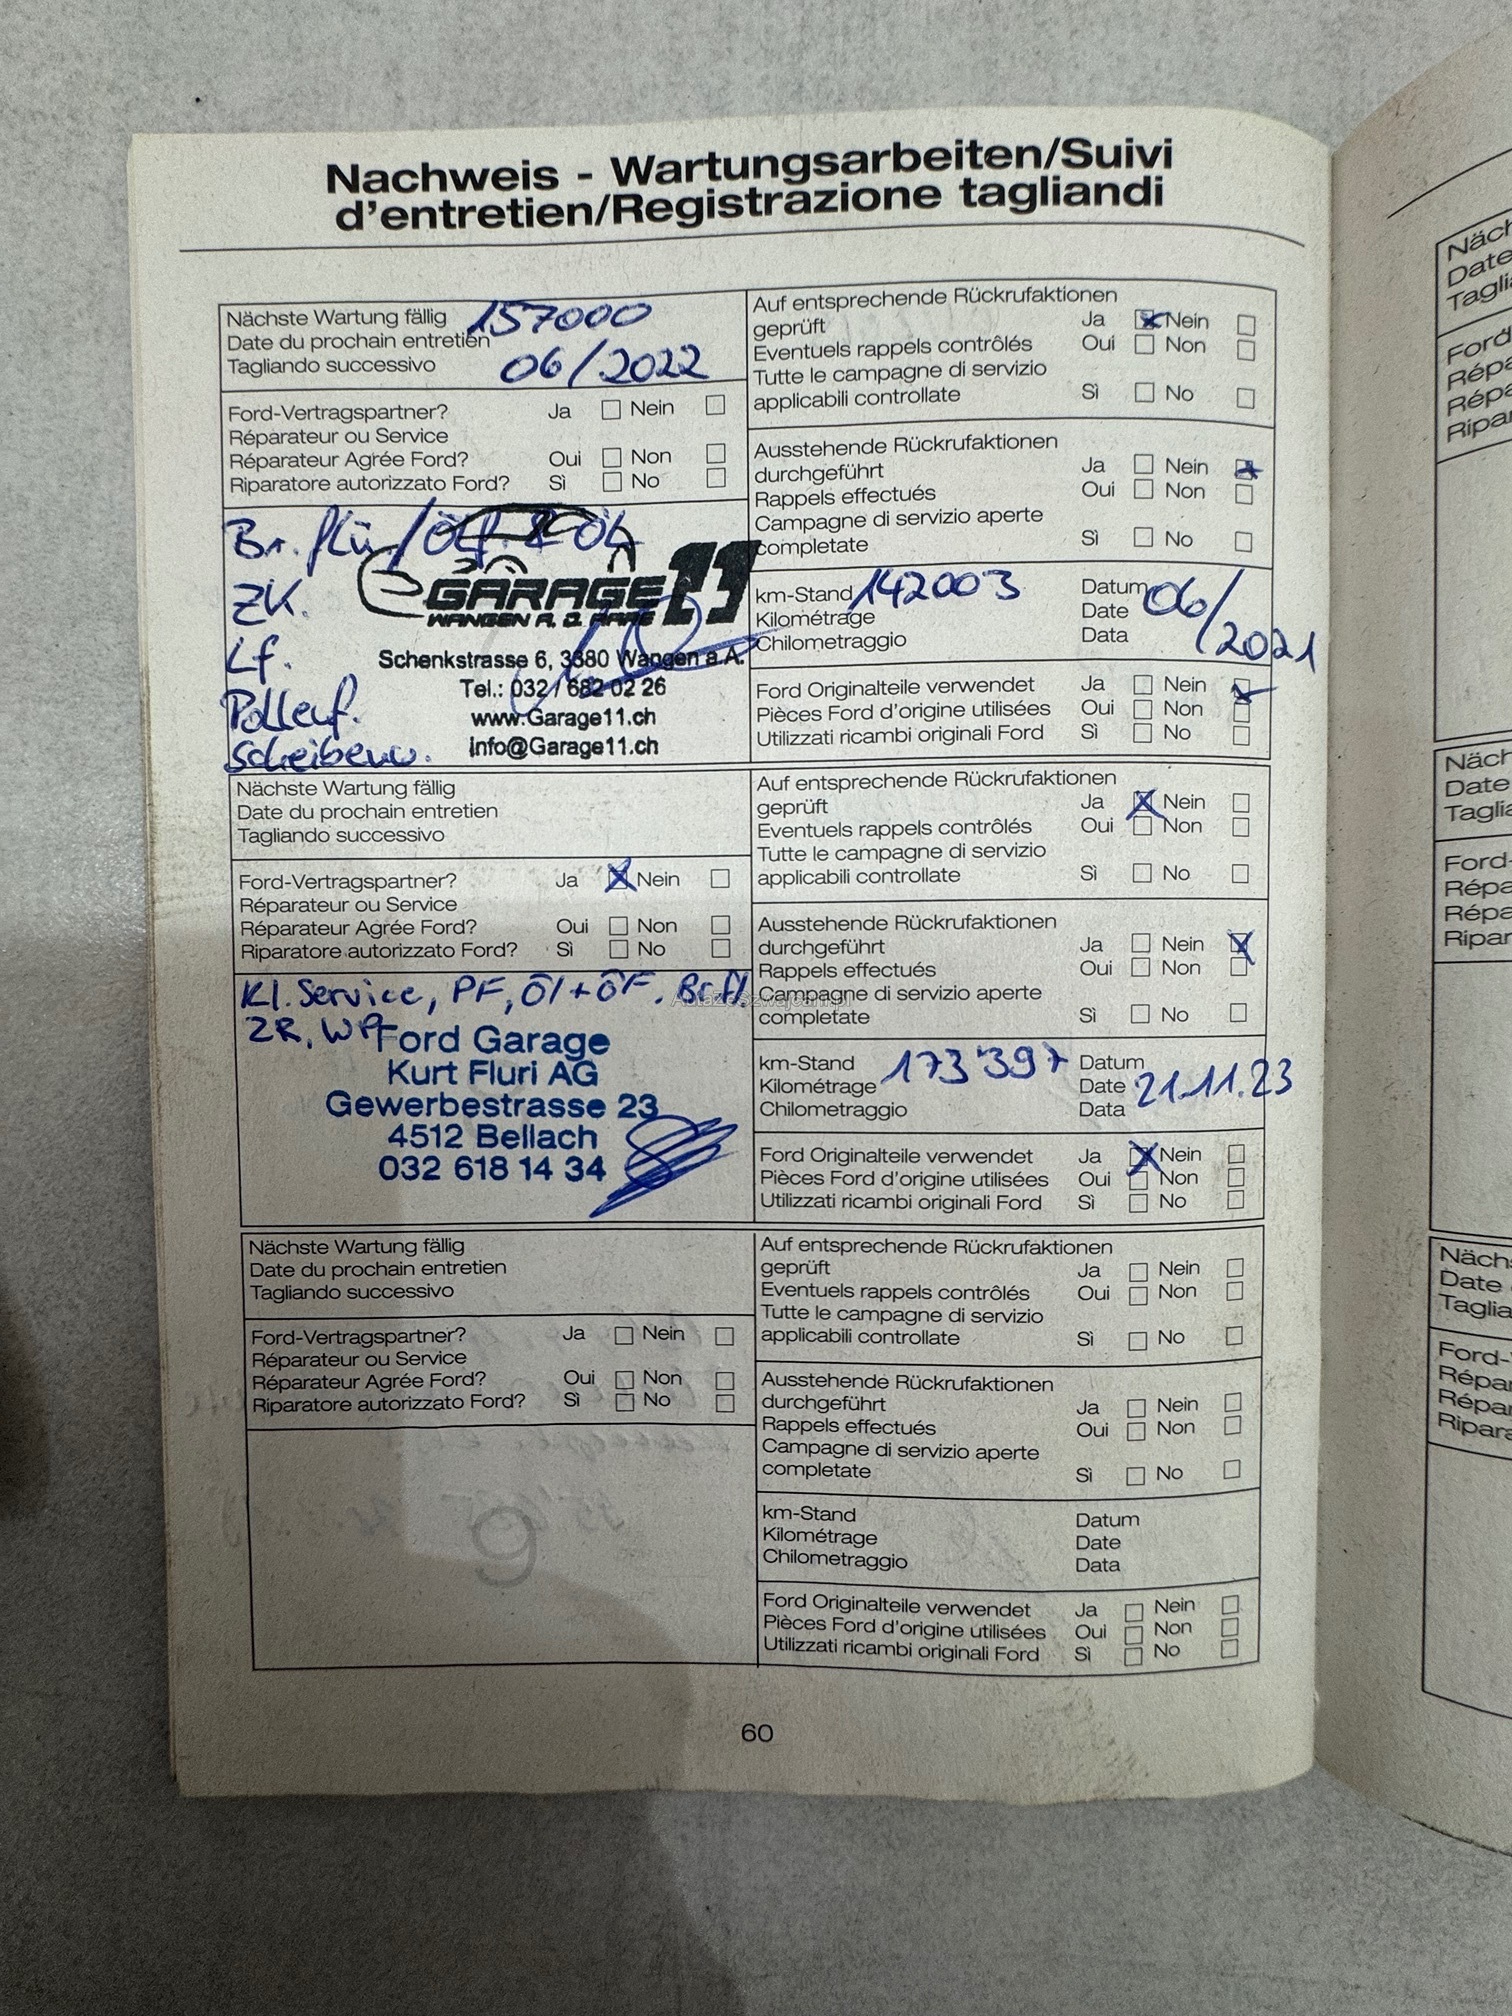 Nachweis - Wartungsarbeiten/Suivi
d'entretien/Registrazione tagliandi
Nächste Wartung fällig 157000
Date du prochain entretien
Tagliando successivo 06/2022
Ford-Vertragspartner? Ja Nein
Réparateur ou Service
Réparateur Agrée Ford? Oui Non
Riparatore autorizzato Ford? Sì No
Br. flü/
ZK.
Lf.
Pollenf.
Scheibenw.
GARAGE 11
WANGEN A. D. AARE
Schenkstrasse 6, 3380 Wangen a.A.
Tel.: 032 / 682 02 26
www.Garage11.ch
info@Garage11.ch
Auf entsprechende Rückrufaktionen
geprüft Ja Nein
Eventuels rappels contrôlés Oui Non
Tutte le campagne di servizio
applicabili controllate Sì No
Ausstehende Rückrufaktionen
durchgeführt Ja Nein
Rappels effectués Oui Non
Campagne di servizio aperte
completate Sì No
km-Stand 142003 Datum 06/
Kilométrage Date 2021
Chilometraggio Data
Ford Originalteile verwendet Ja Nein
Pièces Ford d'origine utilisées Oui Non
Utilizzati ricambi originali Ford Sì No
Nächste Wartung fällig
Date du prochain entretien
Tagliando successivo
Ford-Vertragspartner? Ja Nein
Réparateur ou Service
Réparateur Agrée Ford? Oui Non
Riparatore autorizzato Ford? Sì No
Kl. Service, PF, Öl + ÖF. Br.fl.
ZR, WP
Ford Garage
Kurt Fluri AG
Gewerbestrasse 23
4512 Bellach
032 618 14 34
AutazeSzwajcarii.pl
Auf entsprechende Rückrufaktionen
geprüft Ja Nein
Eventuels rappels contrôlés Oui Non
Tutte le campagne di servizio
applicabili controllate Sì No
Ausstehende Rückrufaktionen
durchgeführt Ja Nein
Rappels effectués Oui Non
Campagne di servizio aperte
completate Sì No
km-Stand 173'397 Datum
Kilométrage Date 21.11.23
Chilometraggio Data
Ford Originalteile verwendet Ja Nein
Pièces Ford d'origine utilisées Oui Non
Utilizzati ricambi originali Ford Sì No
Nächste Wartung fällig
Date du prochain entretien
Tagliando successivo
Ford-Vertragspartner? Ja Nein
Réparateur ou Service
Réparateur Agrée Ford? Oui Non
Riparatore autorizzato Ford? Sì No
Auf entsprechende Rückrufaktionen
geprüft Ja Nein
Eventuels rappels contrôlés Oui Non
Tutte le campagne di servizio
applicabili controllate Sì No
Ausstehende Rückrufaktionen
durchgeführt Ja Nein
Rappels effectués Oui Non
Campagne di servizio aperte
completate Sì No
km-Stand Datum
Kilométrage Date
Chilometraggio Data
Ford Originalteile verwendet Ja Nein
Pièces Ford d'origine utilisées Oui Non
Utilizzati ricambi originali Ford Sì No
60